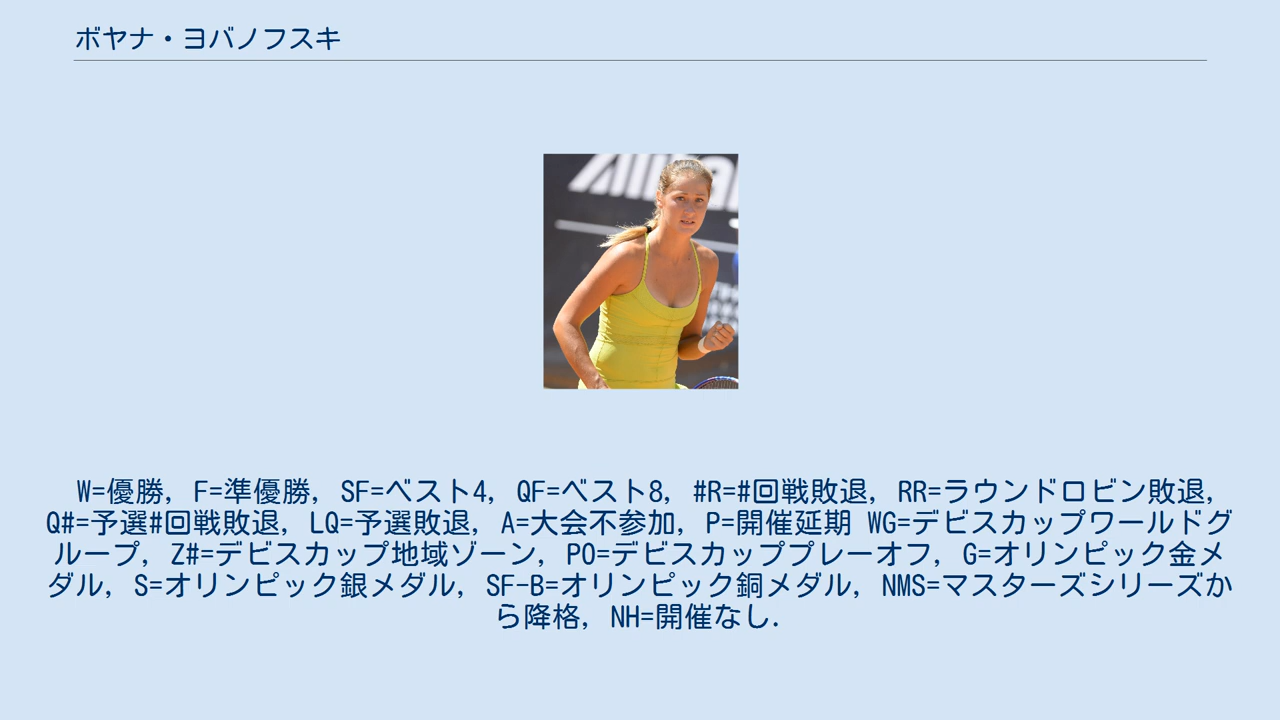 ボヤナ・ヨバノフスキ
W=優勝, F=準優勝, SF=ベスト4, QF=ベスト8, #R=#回戦敗退, RR=ラウンドロビン敗退,
Q#=予選#回戦敗退, LQ=予選敗退, A=大会不参加, P=開催延期 WG=デビスカップワールドグ
ループ, Z#=デビスカップ地域ゾーン, PO=デビスカッププレーオフ, G=オリンピック金メ
ダル, S=オリンピック銀メダル, SF-B=オリンピック銅メダル, NMS=マスターズシリーズか
ら降格, NH=開催なし.